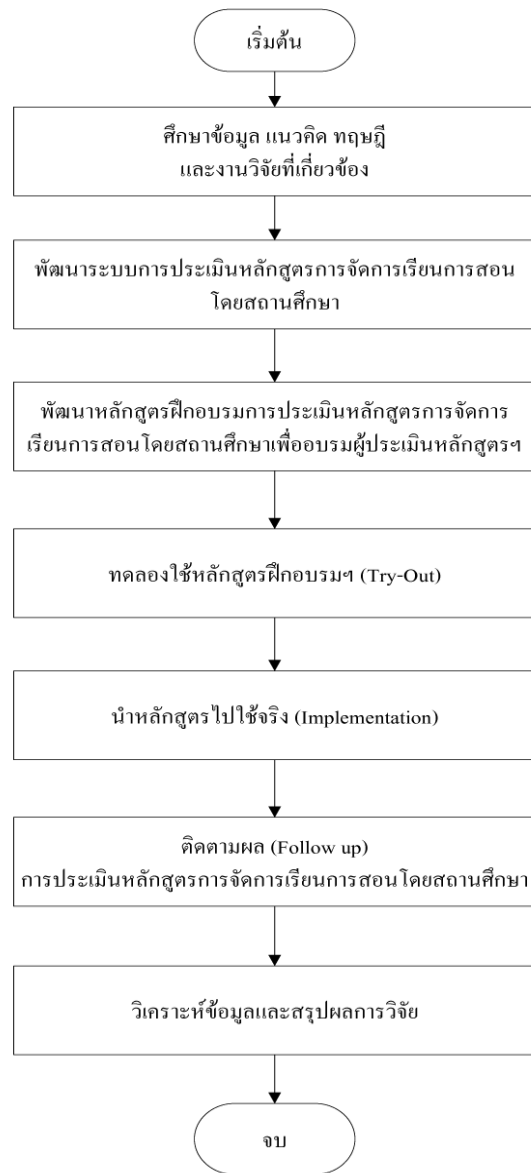 เริ่มต้น
ศึกษาข้อมูล แนวคิด ทฤษฎี
และงานวิจัยที่เกี่ยวข้อง
พัฒนาระบบการประเมินหลักสูตรการจัดการเรียนการสอน
โดยสถานศึกษา
พัฒนาหลักสูตรฝึกอบรมการประเมินหลักสูตรการจัดการ
เรียนการสอนโดยสถานศึกษาเพื่ออบรมผู้ประเมินหลักสูตรฯ
ทดลองใช้หลักสูตรฝึกอบรมฯ (Try-Out)
นำหลักสูตรไปใช้จริง (Implementation)
ติดตามผล (Follow up)
การประเมินหลักสูตรการจัดการเรียนการสอนโดยสถานศึกษา
วิเคราะห์ข้อมูลและสรุปผลการวิจัย
จบ